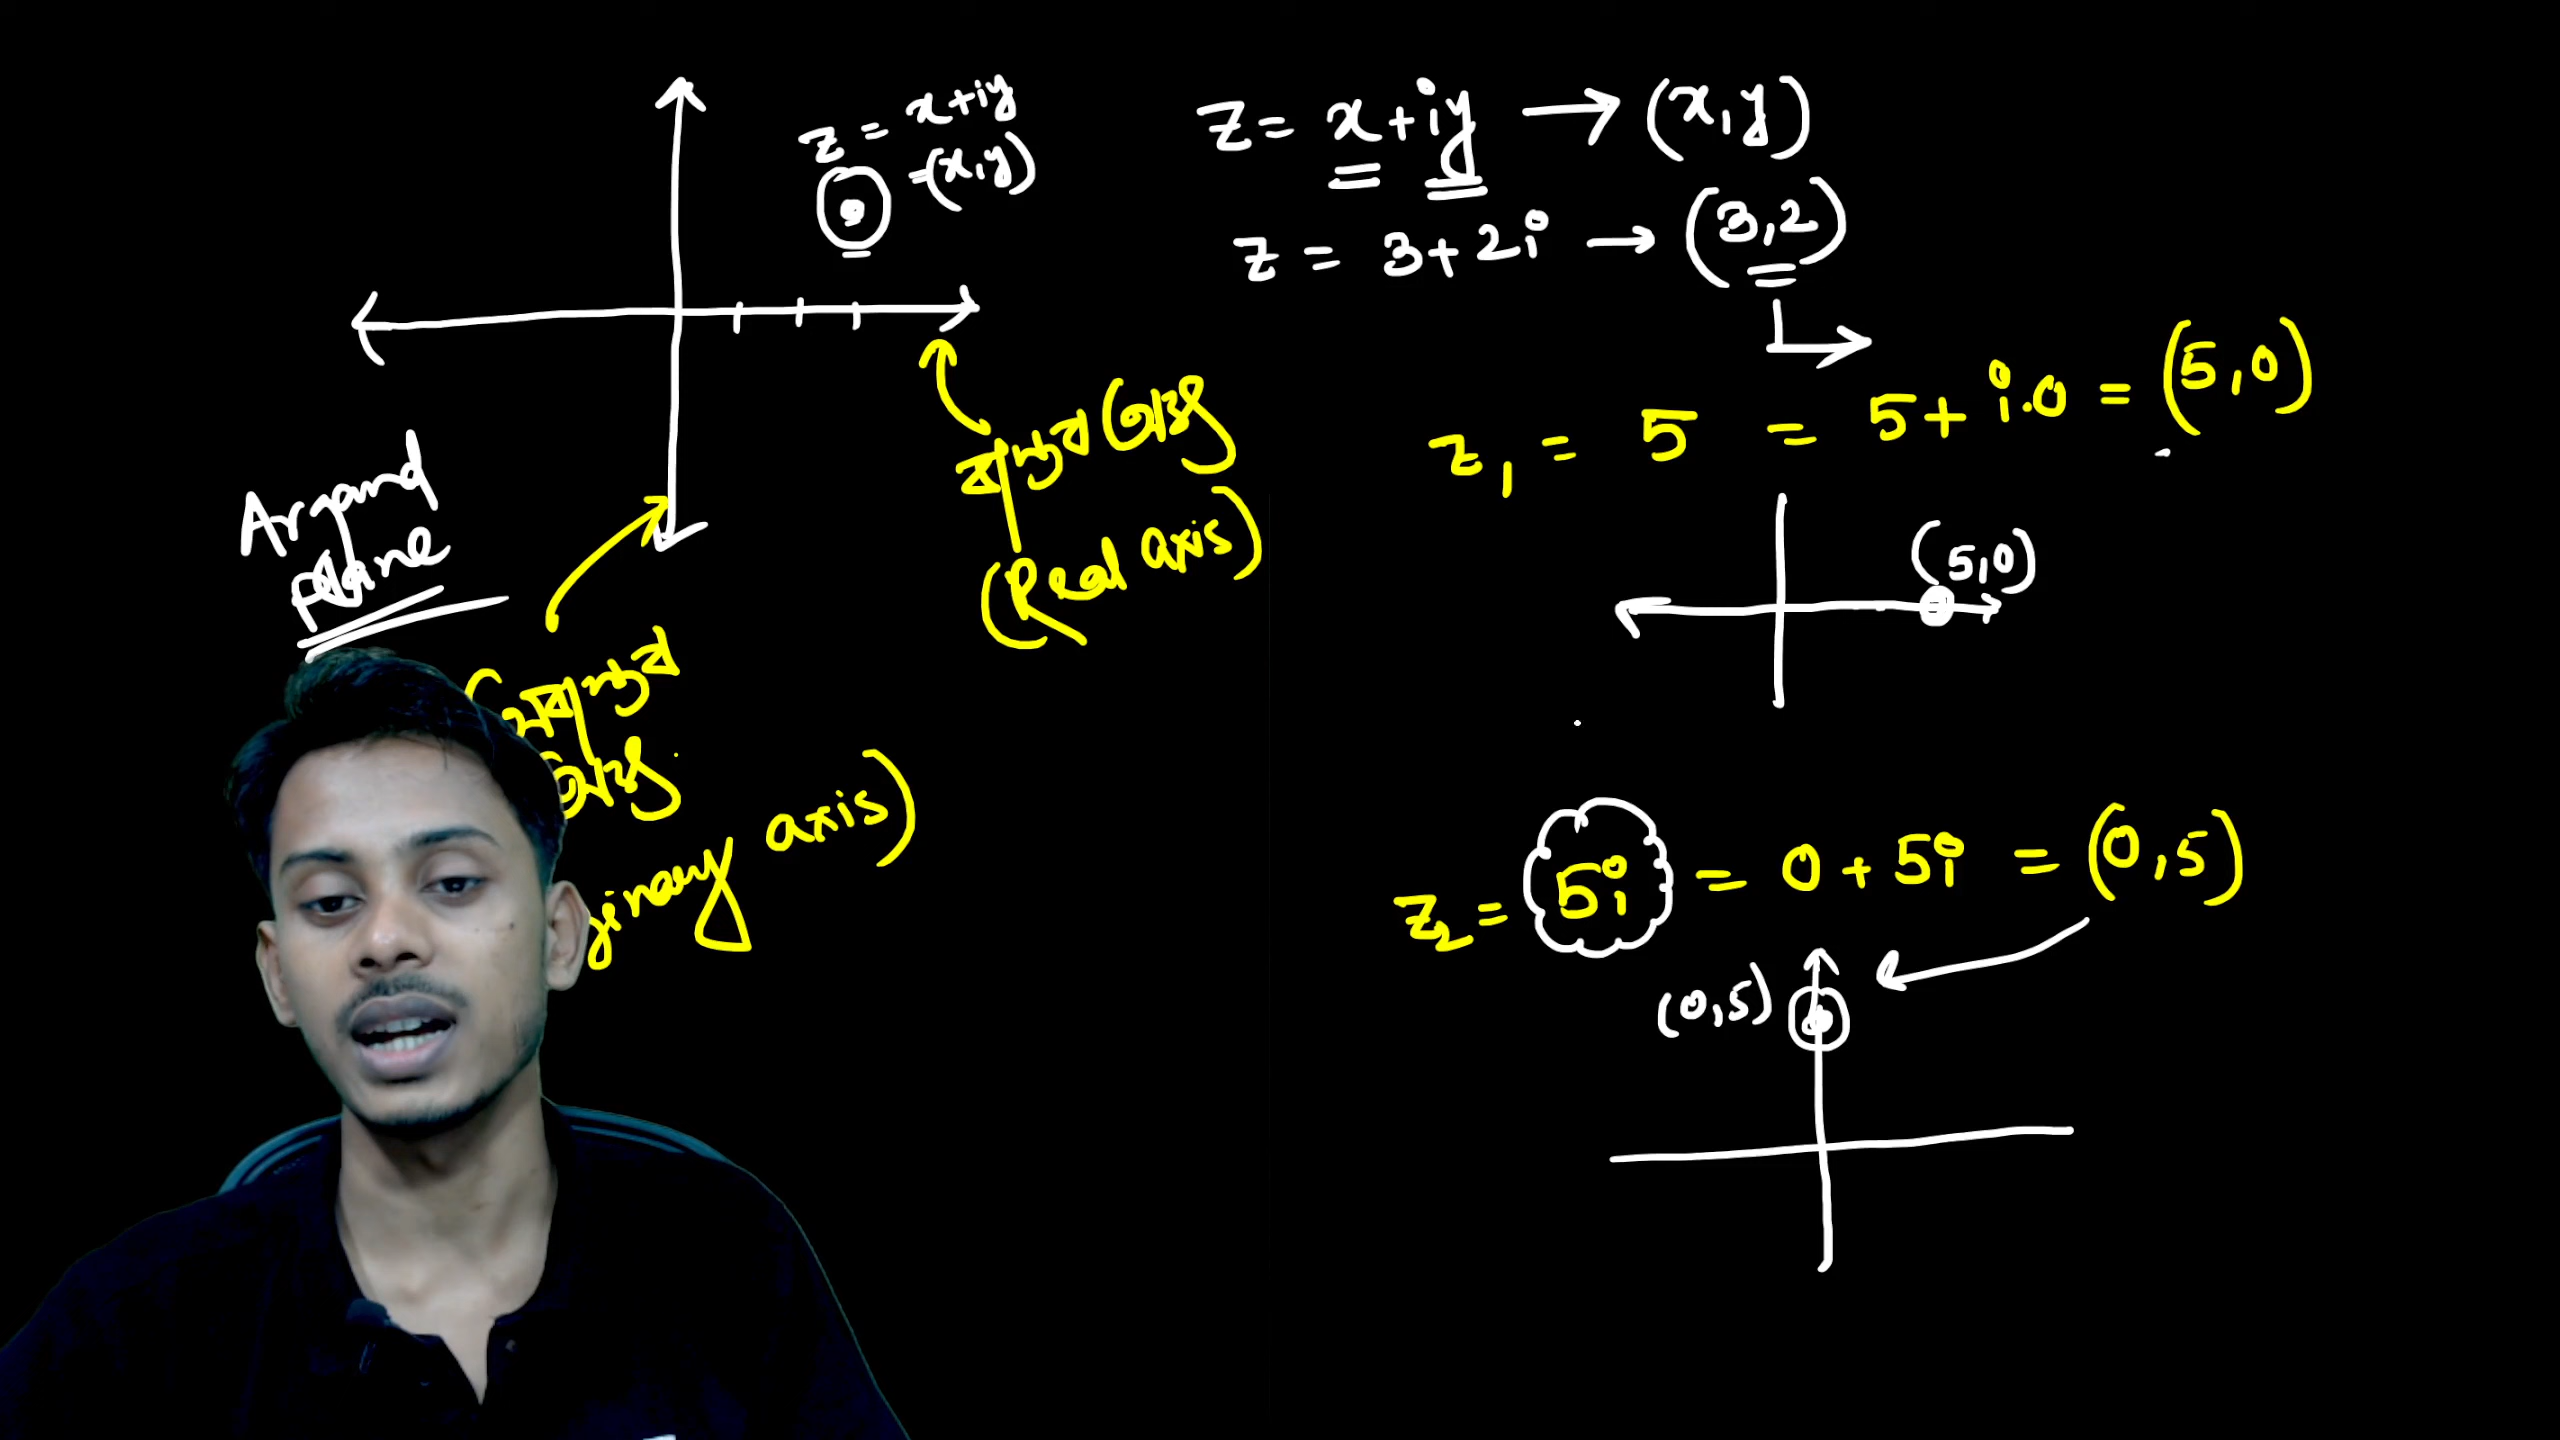 z = x+iy
=(x,y)
Argand
Plane
বাস্তব অক্ষ
(Real axis)
অবাস্তব
অক্ষ
ginary axis)
z = x+iy → (x,y)
z = 3+2i → (3,2)
z₁ = 5 = 5+ i.0 = (5,0)
(5,0)
z₂ = 5i = 0 + 5i = (0,5)
(0,5)